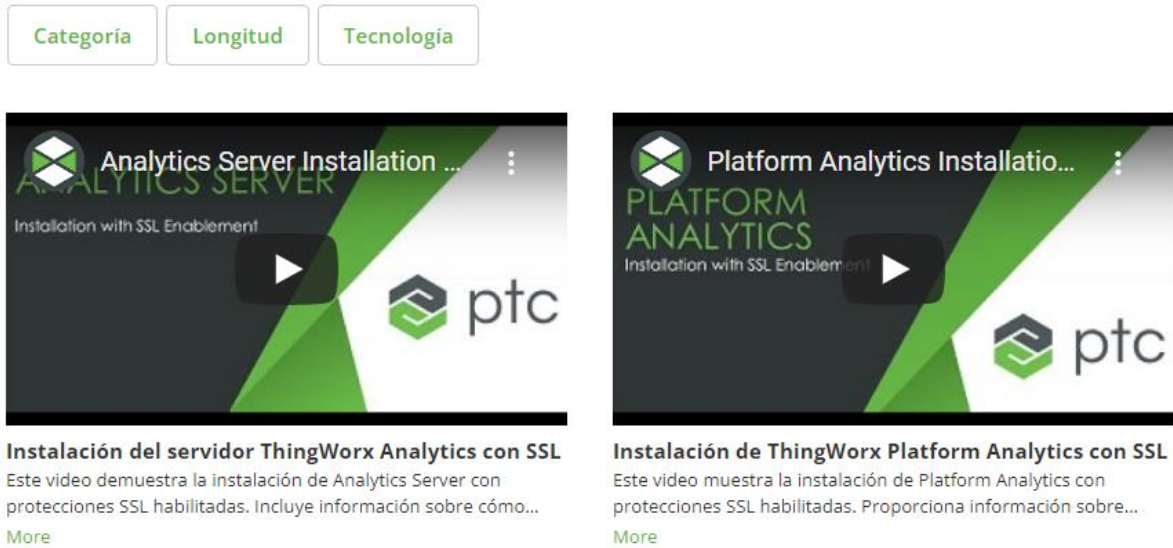 Categoría Longitud Tecnología
Analytics Server Installation ...
ANALYTICS SERVER
Installation with SSL Enablement
ptc
Instalación del servidor ThingWorx Analytics con SSL
Este video demuestra la instalación de Analytics Server con
protecciones SSL habilitadas. Incluye información sobre cómo...
More
Platform Analytics Installatio...
PLATFORM
ANALYTICS
Installation with SSL Enablement
ptc
Instalación de ThingWorx Platform Analytics con SSL
Este video muestra la instalación de Platform Analytics con
protecciones SSL habilitadas. Proporciona información sobre...
More